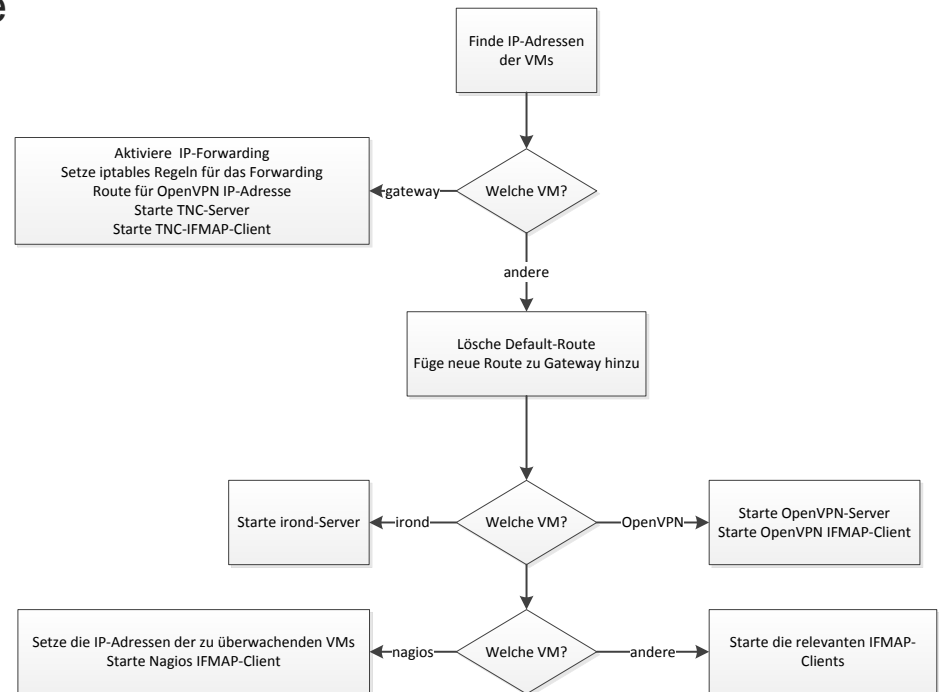 e
Finde IP-Adressen
der VMs
Aktiviere IP-Forwarding
Setze iptables Regeln für das Forwarding
Route für OpenVPN IP-Adresse
Starte TNC-Server
Starte TNC-IFMAP-Client
gateway
Welche VM?
andere
Lösche Default-Route
Füge neue Route zu Gateway hinzu
Starte irond-Server
irond
Welche VM?
OpenVPN
Starte OpenVPN-Server
Starte OpenVPN IFMAP-Client
Setze die IP-Adressen der zu überwachenden VMs
Starte Nagios IFMAP-Client
nagios
Welche VM?
andere
Starte die relevanten IFMAP-
Clients